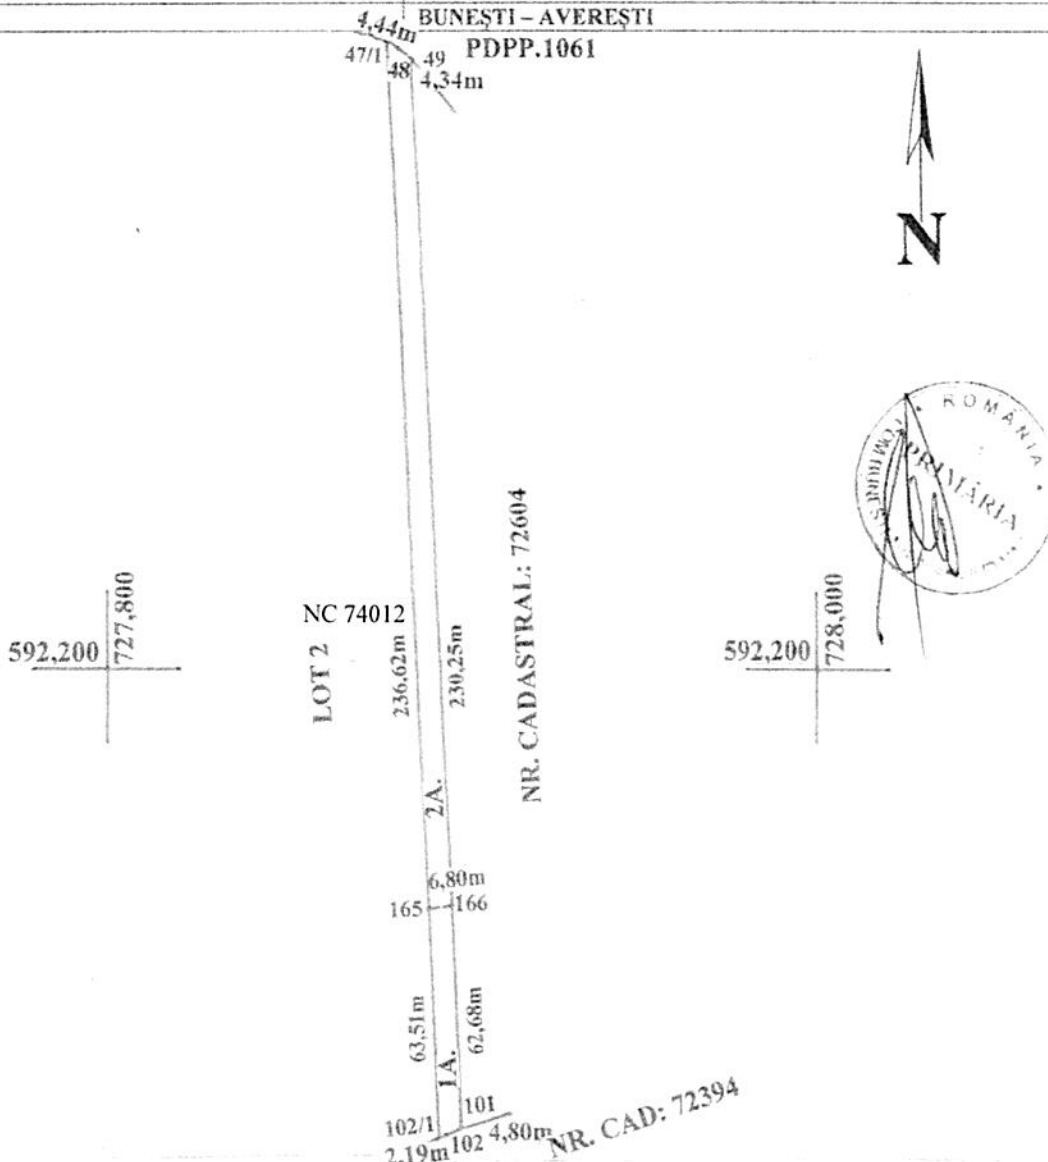 BUNEȘTI – AVEREȘTI
PDPP.1061
4,44m
47/1
48
49
4,34m
N
ROMÂNIA
PRIMĂRIA
NC 74012
LOT 2
236,62m
230,25m
NR. CADASTRAL: 72604
592,200
727,800
592,200
728,000
2A.
6,80m
165
166
63,51m
62,68m
1A.
102/1
101
2,19m
102
4,80m
NR. CAD: 72394